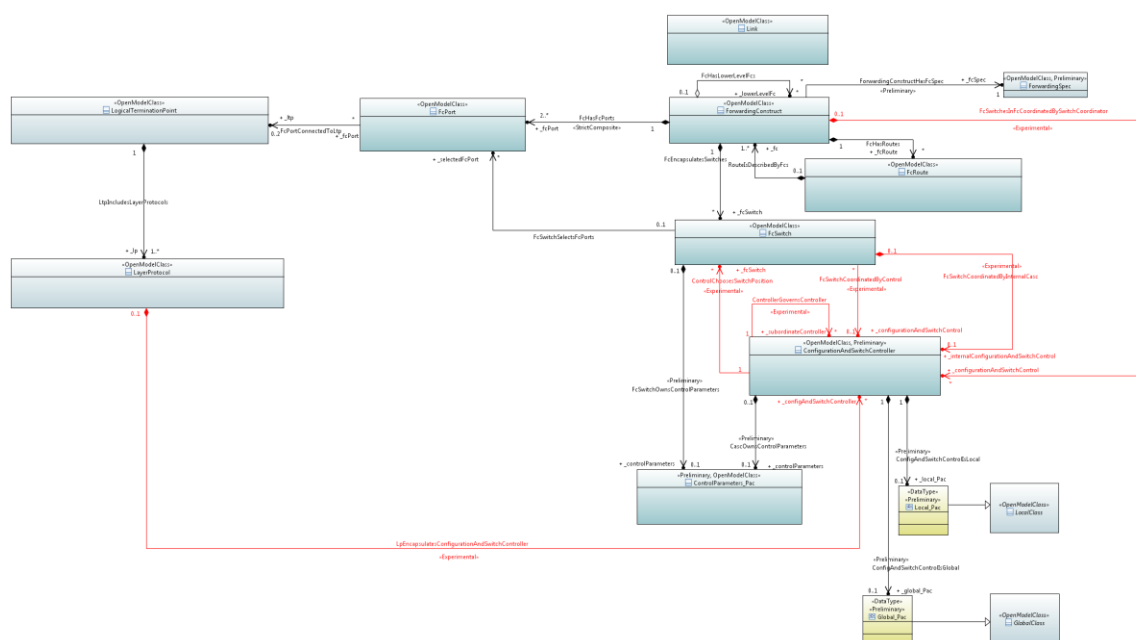 «OpenModelClass»
Link
FcHasLowerLevelFcs
0..1
*
+ _lowerLevelFc
ForwardingConstructHasFcSpec
+ _fcSpec
«Preliminary»
1
«OpenModelClass, Preliminary»
ForwardingSpec
«OpenModelClass»
LogicalTerminationPoint
+ _ltp
*
FcPortConnectedToLtp
0..2
+ _fcPort
«OpenModelClass»
FcPort
2..*
FcHasFcPorts
+ _fcPort
«StrictComposite»
1
«OpenModelClass»
ForwardingConstruct
0..1
FcSwitchesInFcCoordinatedBySwitchCoordinator
«Experimental»
1
LtpIncludesLayerProtocols
+ _lp
1..*
+ _selectedFcPort
*
FcEncapsulatesSwitches
1
1..*
+ _fc
RouteIsDescribedByFcs
0..1
1
FcHasRoutes
+ _fcRoute
*
«OpenModelClass»
FcRoute
*
+ _fcSwitch
0..1
FcSwitchSelectsFcPorts
«OpenModelClass»
FcSwitch
«OpenModelClass»
LayerProtocol
0..1
0..1
*
+ _fcSwitch
ControlChoosesSwitchPosition
«Experimental»
*
FcSwitchCoordinatedByControl
«Experimental»
0..1
«Experimental»
FcSwitchCoordinatedByInternalCasc
ControllerGovernsController
«Experimental»
1
+ _subordinateController
*
0..1
+ _configurationAndSwitchControl
«OpenModelClass, Preliminary»
ConfigurationAndSwitchController
0..1
+ _internalConfigurationAndSwitchControl
+ _configurationAndSwitchControl
*
1
«Preliminary»
FcSwitchOwnsControlParameters
+ _configAndSwitchController
*
0..1
1
1
«Preliminary»
CascOwnsControlParameters
«Preliminary»
ConfigAndSwitchControlIsLocal
+ _controlParameters
0..1
0..1
+ _controlParameters
«Preliminary, OpenModelClass»
ControlParameters_Pac
0..1
+ _local_Pac
«DataType»
«Preliminary»
Local_Pac
«OpenModelClass»
LocalClass
LpEncapsulatesConfigurationAndSwitchController
«Experimental»
«Preliminary»
ConfigAndSwitchControlIsGlobal
0..1
+ _global_Pac
«DataType»
«Preliminary»
Global_Pac
«OpenModelClass»
GlobalClass